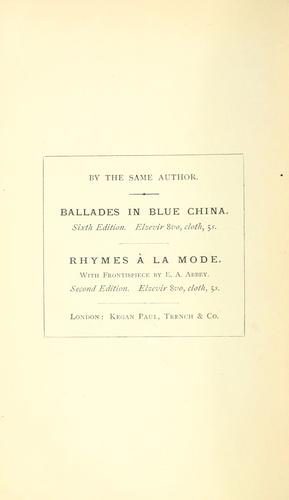 BY THE SAME AUTHOR.
BALLADES IN BLUE CHINA.
Sixth Edition. Elzevir 8vo, cloth, 5s.
RHYMES À LA MODE.
WITH FRONTISPIECE BY E. A. ABBEY.
Second Edition. Elzevir 8vo, cloth, 5s.
LONDON: KEGAN PAUL, TRENCH & CO.